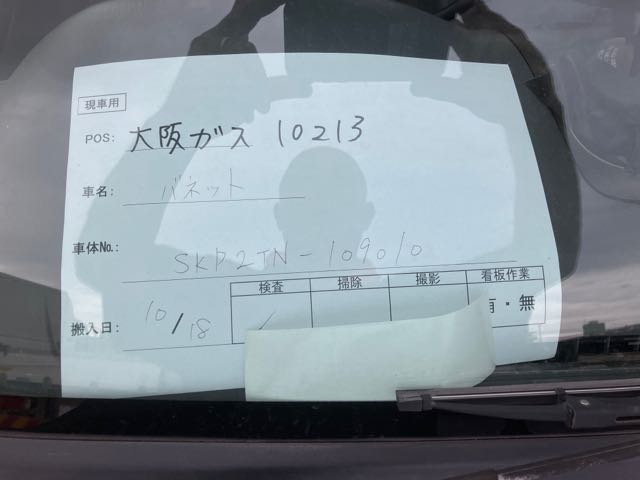 現車用
POS: 大阪ガス 10213
車名: バネット
車体No.: SKP2TN-109010
検査 掃除 撮影 看板作業
搬入日: 10/18 有・無